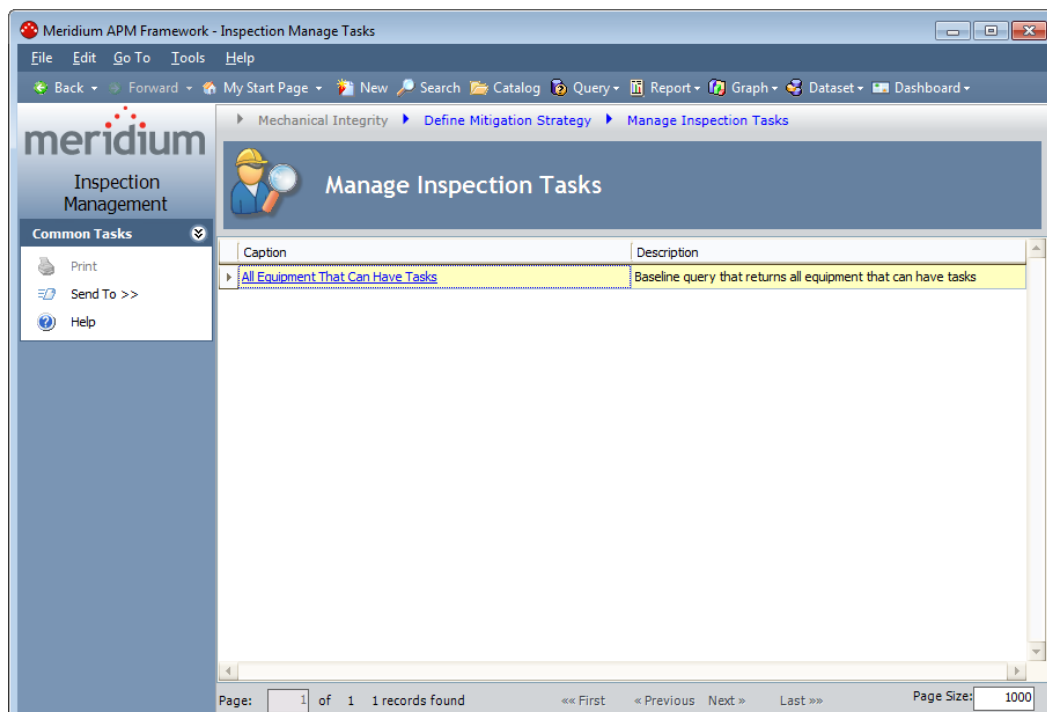 Meridium APM Framework - Inspection Manage Tasks
File Edit Go To Tools Help
Back Forward My Start Page New Search Catalog Query Report Graph Dataset Dashboard
meridium
Inspection
Management
Mechanical Integrity Define Mitigation Strategy Manage Inspection Tasks
Manage Inspection Tasks
Common Tasks
Print
Send To >>
Help
Caption Description
All Equipment That Can Have Tasks Baseline query that returns all equipment that can have tasks
Page: 1 of 1 1 records found «« First « Previous Next » Last »» Page Size: 1000